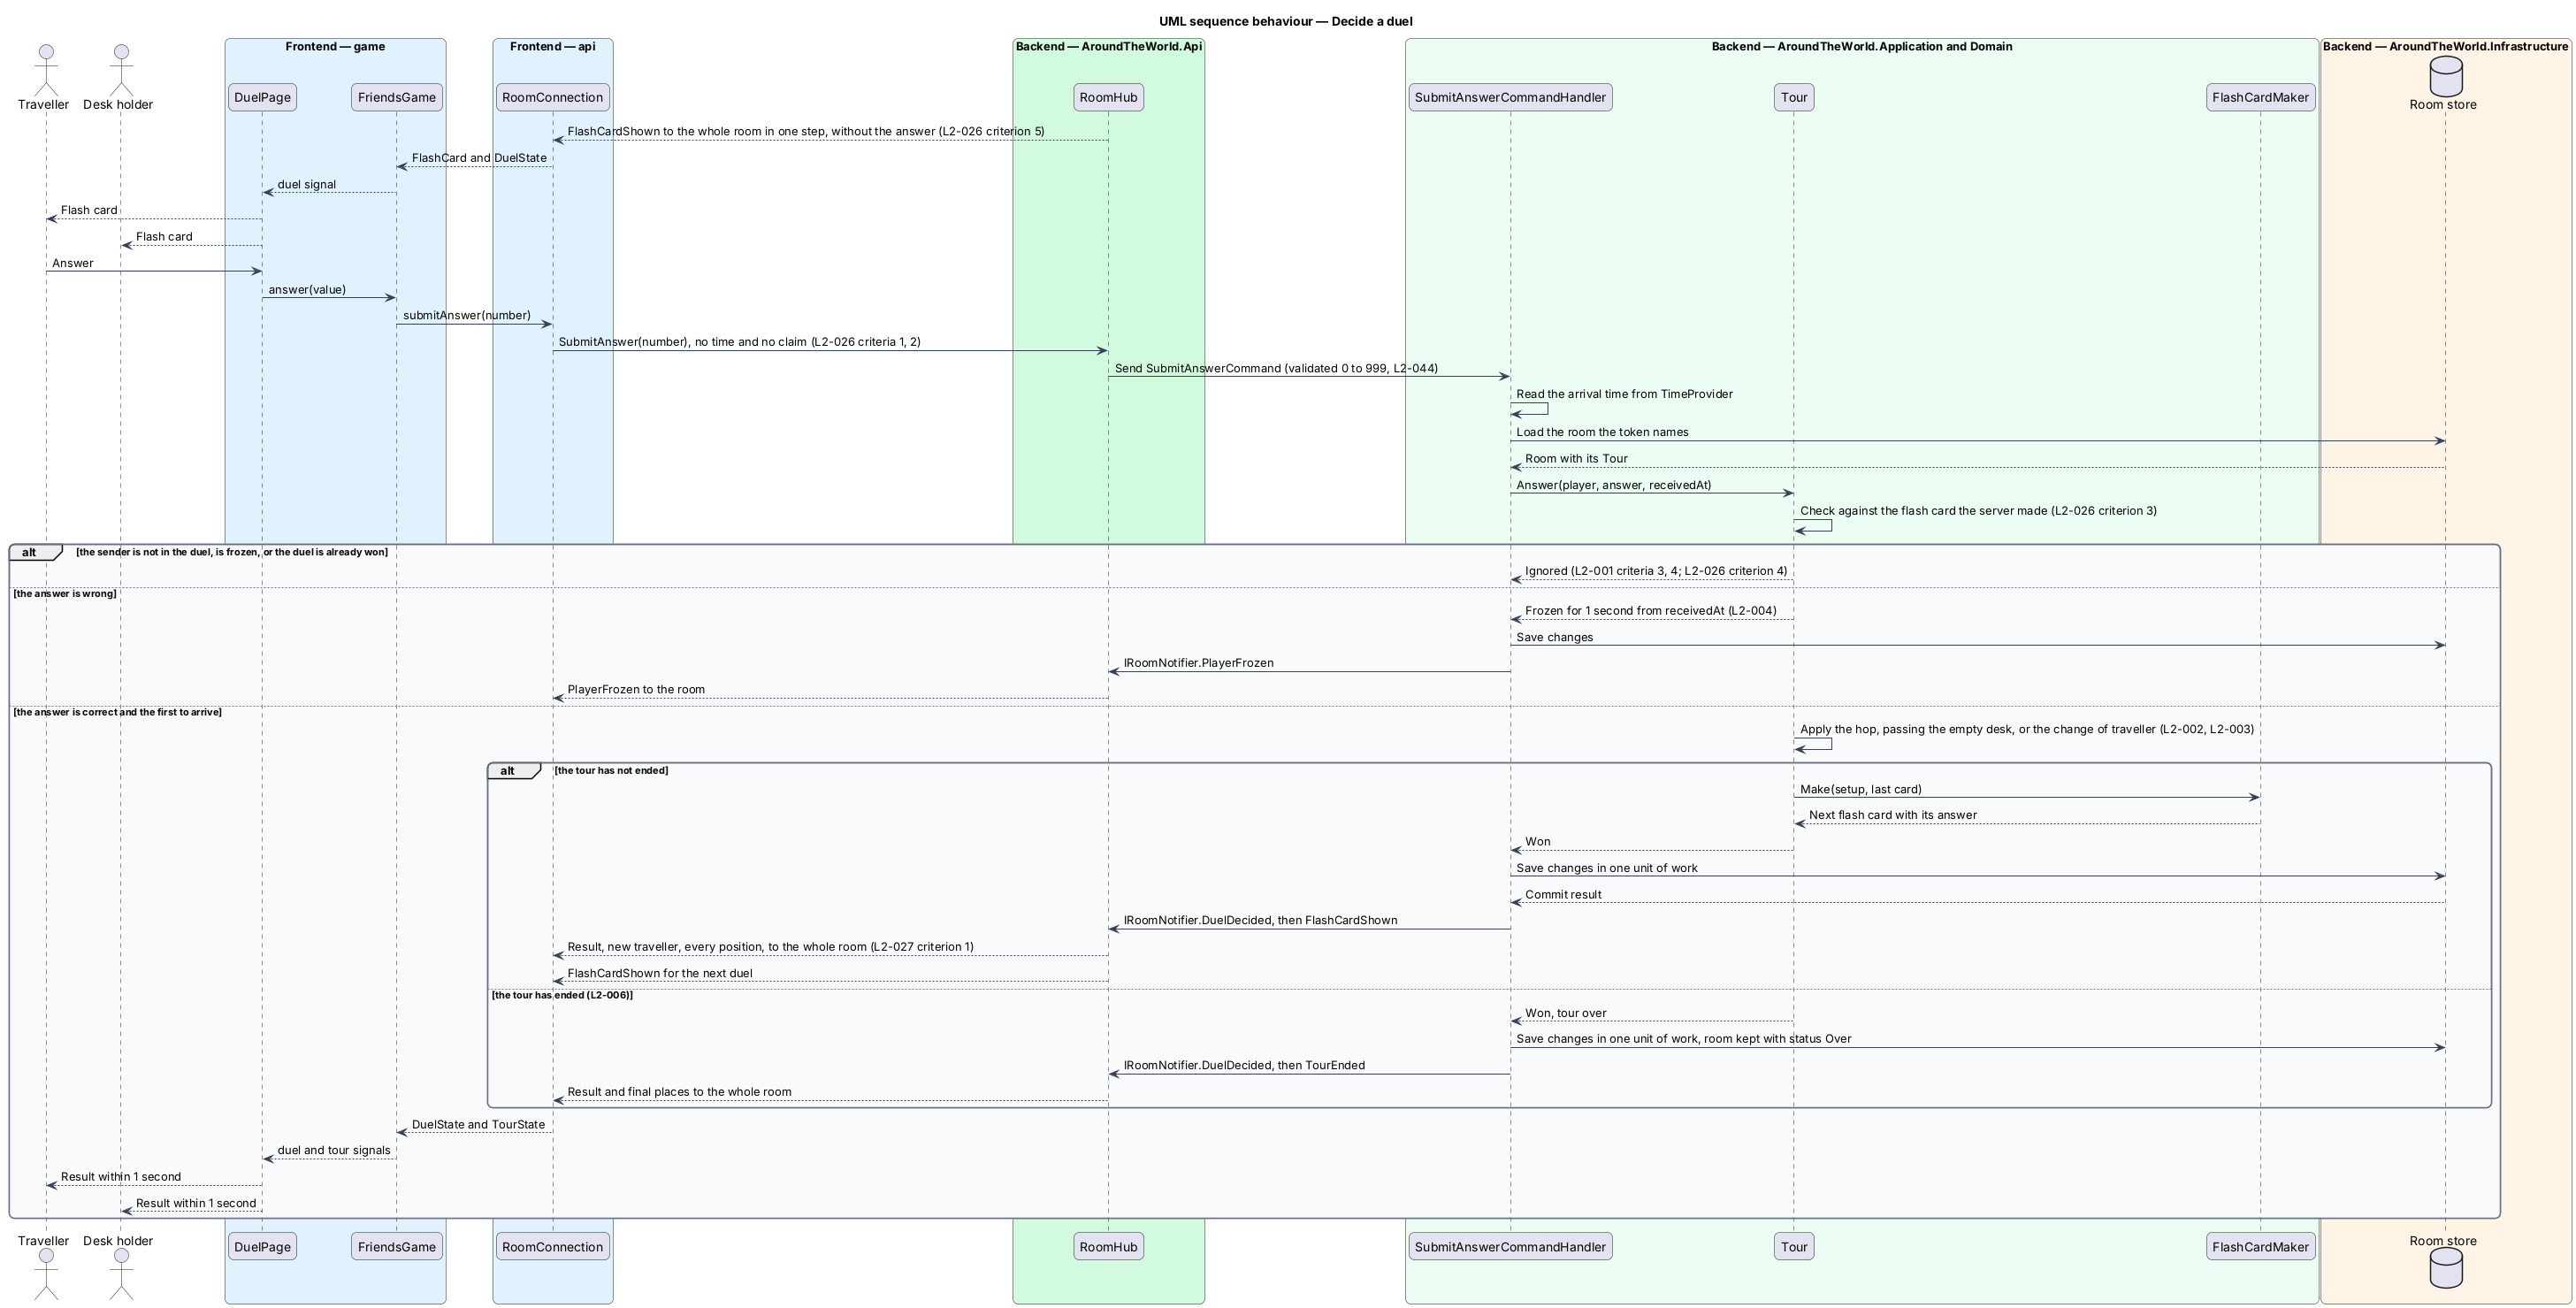 UML sequence behaviour — Decide a duel
Frontend — game
Frontend — api
Backend — AroundTheWorld.Api
Backend — AroundTheWorld.Application and Domain
Backend — AroundTheWorld.Infrastructure
Traveller
Desk holder
DuelPage
FriendsGame
RoomConnection
RoomHub
SubmitAnswerCommandHandler
Tour
FlashCardMaker
Room store
FlashCardShown to the whole room in one step, without the answer (L2-026 criterion 5)
FlashCard and DuelState
duel signal
Flash card
Flash card
Answer
answer(value)
submitAnswer(number)
SubmitAnswer(number), no time and no claim (L2-026 criteria 1, 2)
Send SubmitAnswerCommand (validated 0 to 999, L2-044)
Read the arrival time from TimeProvider
Load the room the token names
Room with its Tour
Answer(player, answer, receivedAt)
Check against the flash card the server made (L2-026 criterion 3)
alt [the sender is not in the duel, is frozen, or the duel is already won]
Ignored (L2-001 criteria 3, 4; L2-026 criterion 4)
[the answer is wrong]
Frozen for 1 second from receivedAt (L2-004)
Save changes
IRoomNotifier.PlayerFrozen
PlayerFrozen to the room
[the answer is correct and the first to arrive]
Apply the hop, passing the empty desk, or the change of traveller (L2-002, L2-003)
alt [the tour has not ended]
Make(setup, last card)
Next flash card with its answer
Won
Save changes in one unit of work
Commit result
IRoomNotifier.DuelDecided, then FlashCardShown
Result, new traveller, every position, to the whole room (L2-027 criterion 1)
FlashCardShown for the next duel
[the tour has ended (L2-006)]
Won, tour over
Save changes in one unit of work, room kept with status Over
IRoomNotifier.DuelDecided, then TourEnded
Result and final places to the whole room
DuelState and TourState
duel and tour signals
Result within 1 second
Result within 1 second
Traveller
Desk holder
DuelPage
FriendsGame
RoomConnection
RoomHub
SubmitAnswerCommandHandler
Tour
FlashCardMaker
Room store